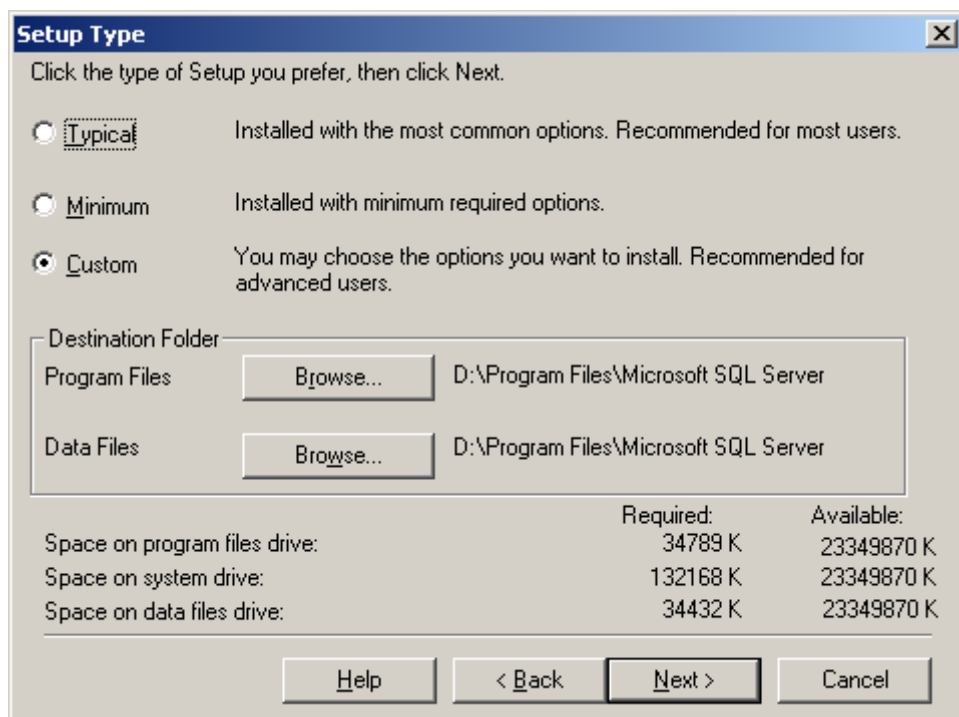 Setup Type
Click the type of Setup you prefer, then click Next.
Typical Installed with the most common options. Recommended for most users.
Minimum Installed with minimum required options.
Custom You may choose the options you want to install. Recommended for
advanced users.
Destination Folder
Program Files Browse... D:\Program Files\Microsoft SQL Server
Data Files Browse... D:\Program Files\Microsoft SQL Server
Required: Available:
Space on program files drive: 34789 K 23349870 K
Space on system drive: 132168 K 23349870 K
Space on data files drive: 34432 K 23349870 K
Help < Back Next > Cancel